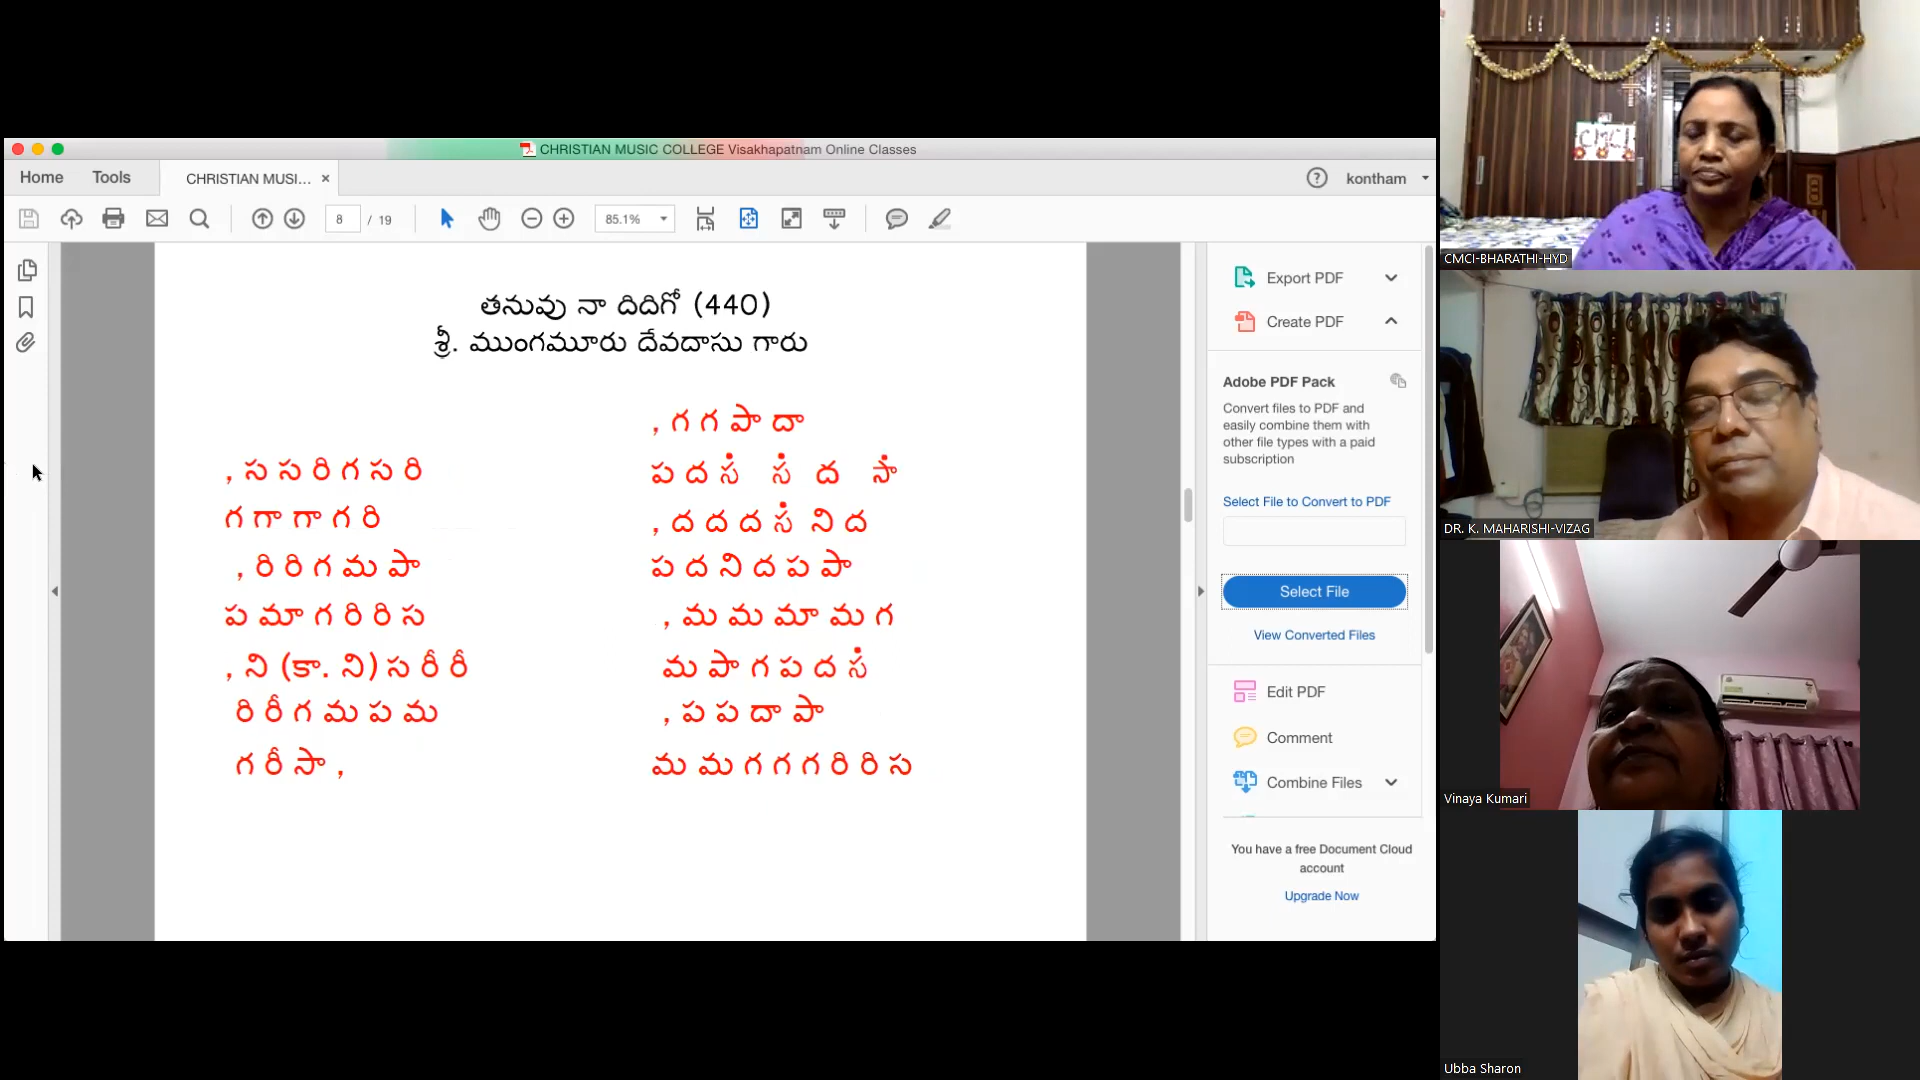 CHRISTIAN MUSIC COLLEGE Visakhapatnam Online Classes
Home Tools CHRISTIAN MUSI... × ? kontham
8 / 19 85.1%
తనువు నా దిదిగో (440)
శ్రీ. ముంగమూరు దేవదాసు గారు
, స స రి గ స రి
గ గా గా గ రి
, రి రి గ మ పా
ప మా గ రి రి స
, ని (కా. ని) స రీ రీ
రి రీ గ మ ప మ
గ రీ సా ,
, గ గ పా దా
ప ద స̇ స̇ ద సా̇
, ద ద ద స̇ ని ద
ప ద ని ద ప పా
, మ మ మా మ గ
మ పా గ ప ద స̇
, ప ప దా పా
మ మ గ గ గ రి రి స
Export PDF
Create PDF
Adobe PDF Pack
Convert files to PDF and
easily combine them with
other file types with a paid
subscription
Select File to Convert to PDF
Select File
View Converted Files
Edit PDF
Comment
Combine Files
You have a free Document Cloud
account
Upgrade Now
CMCI
CMCI-BHARATHI-HYD
DR. K. MAHARISHI-VIZAG
Vinaya Kumari
Ubba Sharon